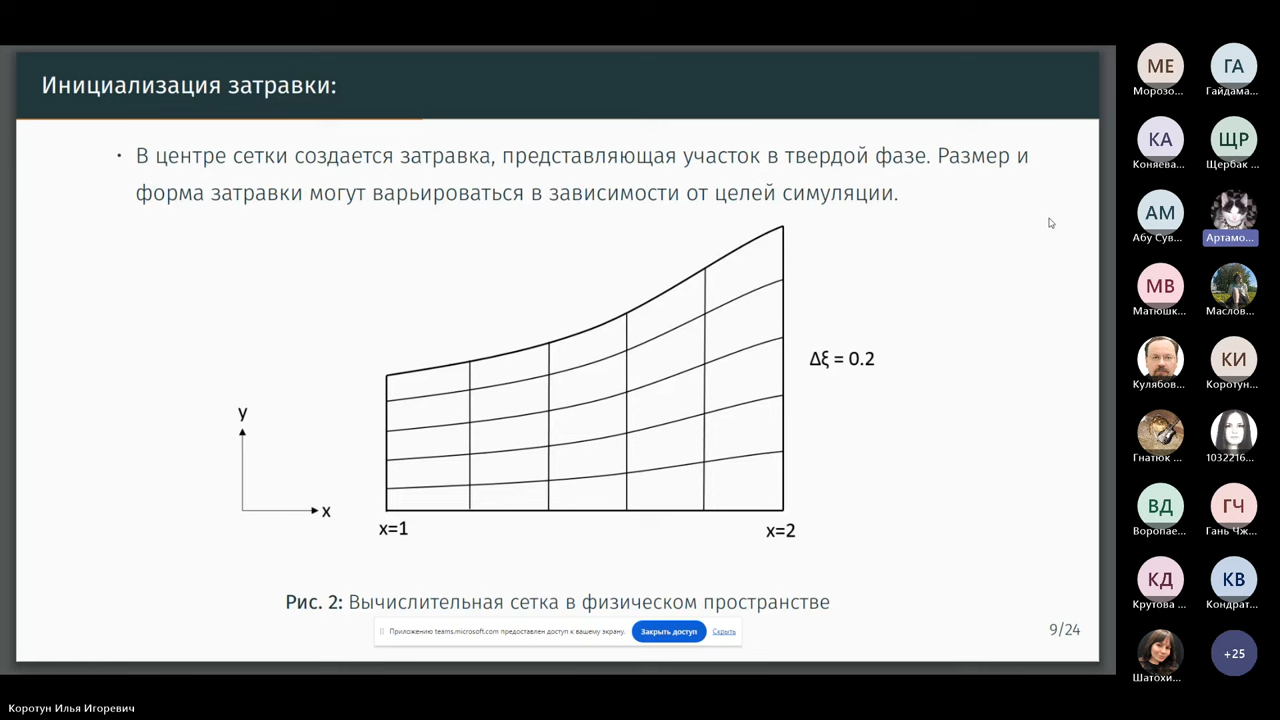 Инициализация затравки:
• В центре сетки создается затравка, представляющая участок в твердой фазе. Размер и
форма затравки могут варьироваться в зависимости от целей симуляции.
y
x
x=1
x=2
Δξ = 0.2
Рис. 2: Вычислительная сетка в физическом пространстве
Приложению teams.microsoft.com предоставлен доступ к вашему экрану.
Закрыть доступ
Скрыть
9/24
МЕ
Морозо...
ГА
Гайдама...
КА
Коняева...
ЩР
Щербак ...
АМ
Абу Сув...
Артамо...
МВ
Матюшк...
Маслов...
Кулябов...
КИ
Коротун...
Гнатюк ...
1032216...
ВД
Воропае...
ГЧ
Гань Чж...
КД
Крутова ...
КВ
Кондрат...
Шатохи...
+25
Коротун Илья Игоревич